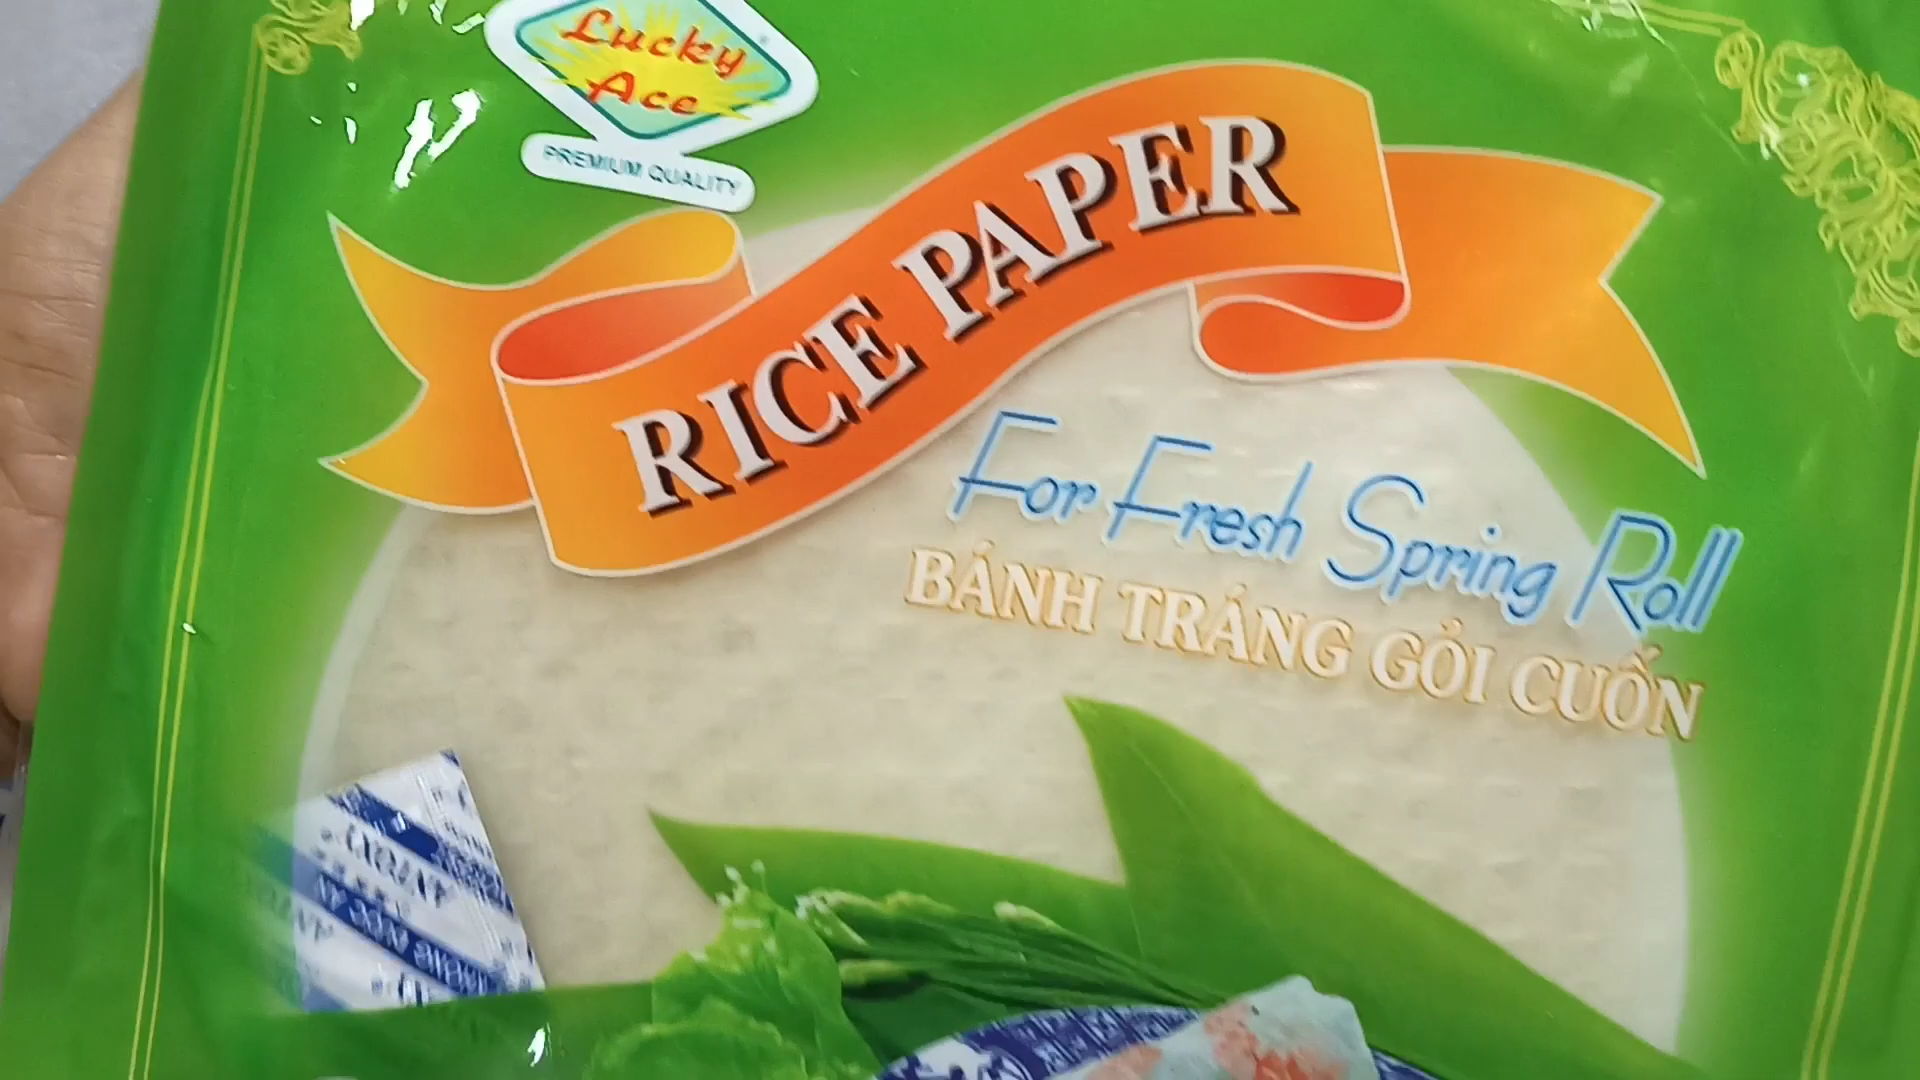 Lucky
Ace
PREMIUM QUALITY
RICE PAPER
For Fresh Spring Roll
BÁNH TRÁNG GỎI CUỐN